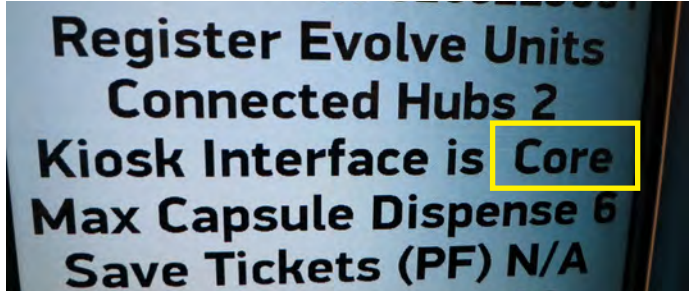 Register Evolve Units
Connected Hubs 2
Kiosk Interface is Core
Max Capsule Dispense 6
Save Tickets (PF) N/A